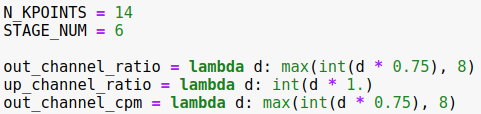 N_KPOINTS = 14
STAGE_NUM = 6
out_channel_ratio = lambda d: max(int(d * 0.75), 8)
up_channel_ratio = lambda d: int(d * 1.)
out_channel_cpm = lambda d: max(int(d * 0.75), 8)